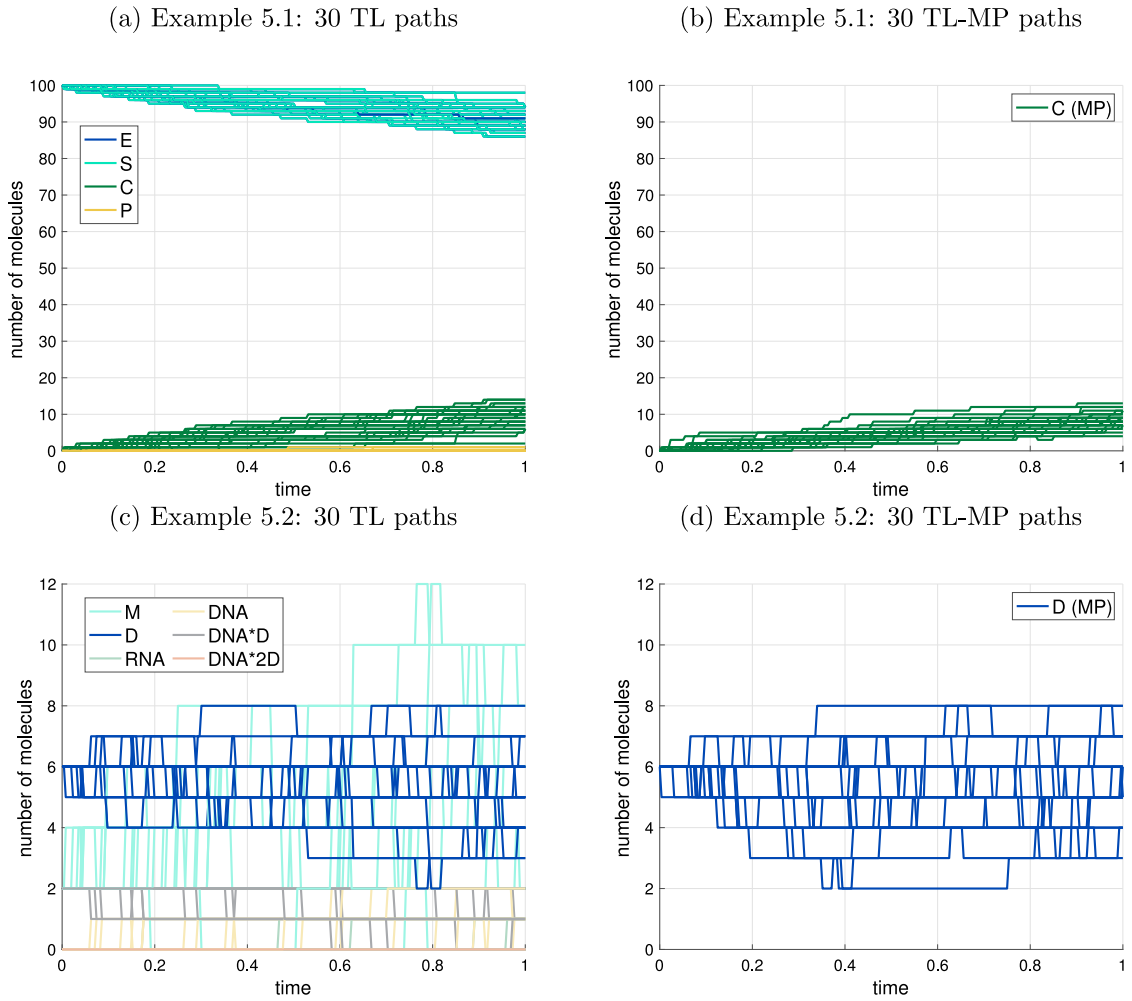 (a) Example 5.1: 30 TL paths
100
90
80
70
60
50
40
30
20
10
0
number of molecules
E
S
C
P
0
0.2
0.4
0.6
0.8
1
time
(b) Example 5.1: 30 TL-MP paths
100
90
80
70
60
50
40
30
20
10
0
number of molecules
C (MP)
0
0.2
0.4
0.6
0.8
1
time
(c) Example 5.2: 30 TL paths
12
10
8
6
4
2
0
number of molecules
M
D
RNA
DNA
DNA*D
DNA*2D
0
0.2
0.4
0.6
0.8
1
time
(d) Example 5.2: 30 TL-MP paths
12
10
8
6
4
2
0
number of molecules
D (MP)
0
0.2
0.4
0.6
0.8
1
time